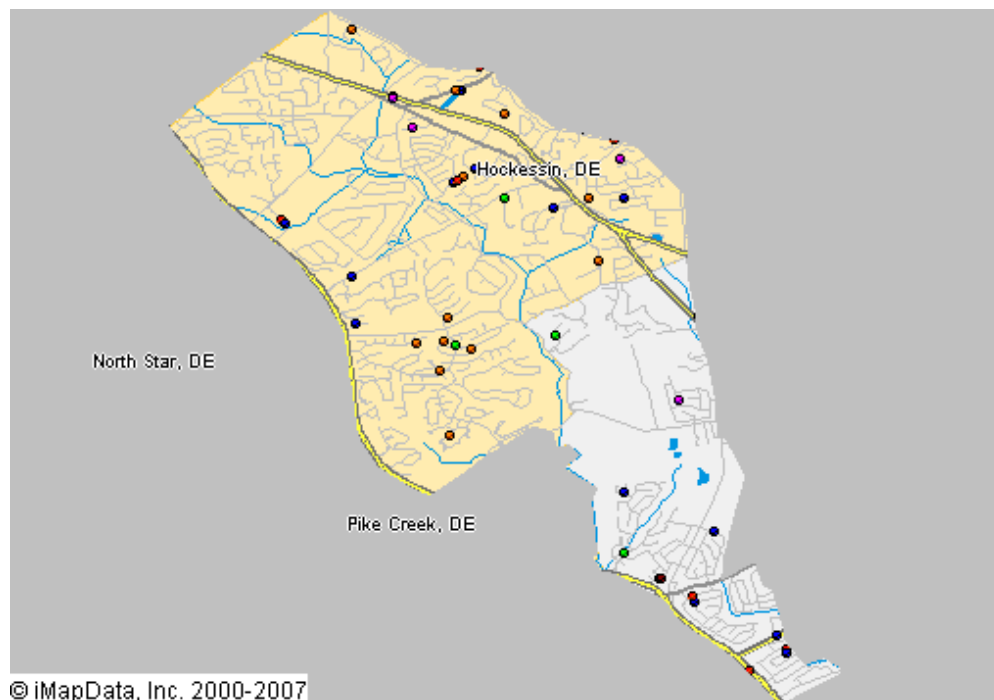 Hockessin, DE
North Star, DE
Pike Creek, DE
© iMapData, Inc. 2000-2007